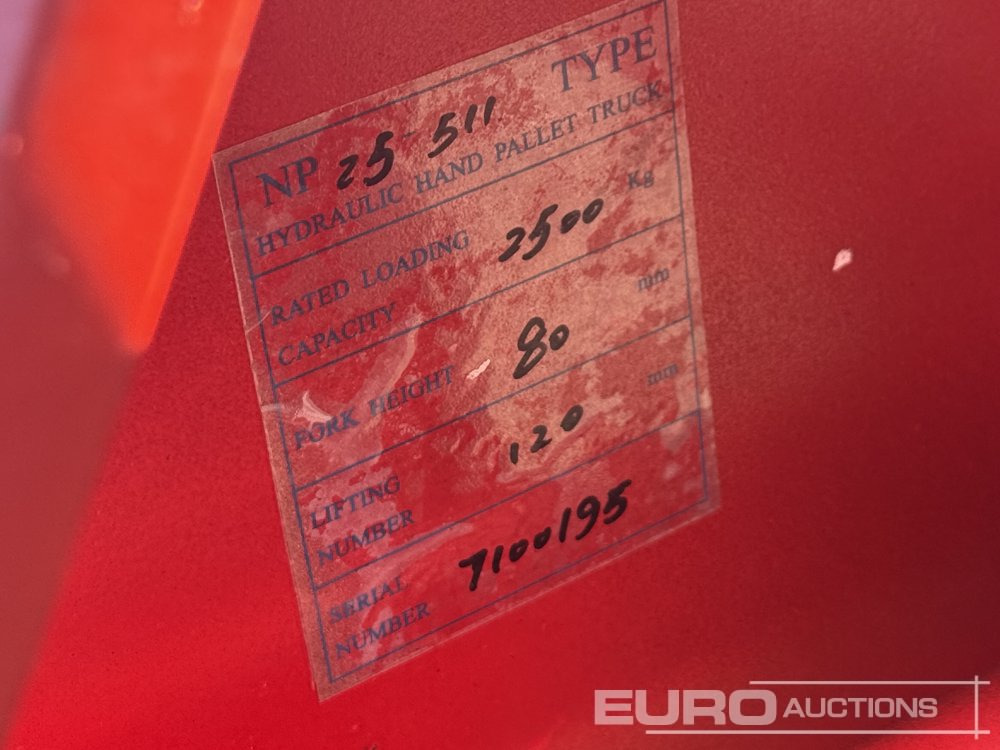 NP 25-511 TYPE
HYDRAULIC HAND PALLET TRUCK
RATED LOADING
CAPACITY 2500 Kg
FORK HEIGHT 80 mm
LIFTING
NUMBER 120 mm
SERIAL
NUMBER 7100195
EURO AUCTIONS